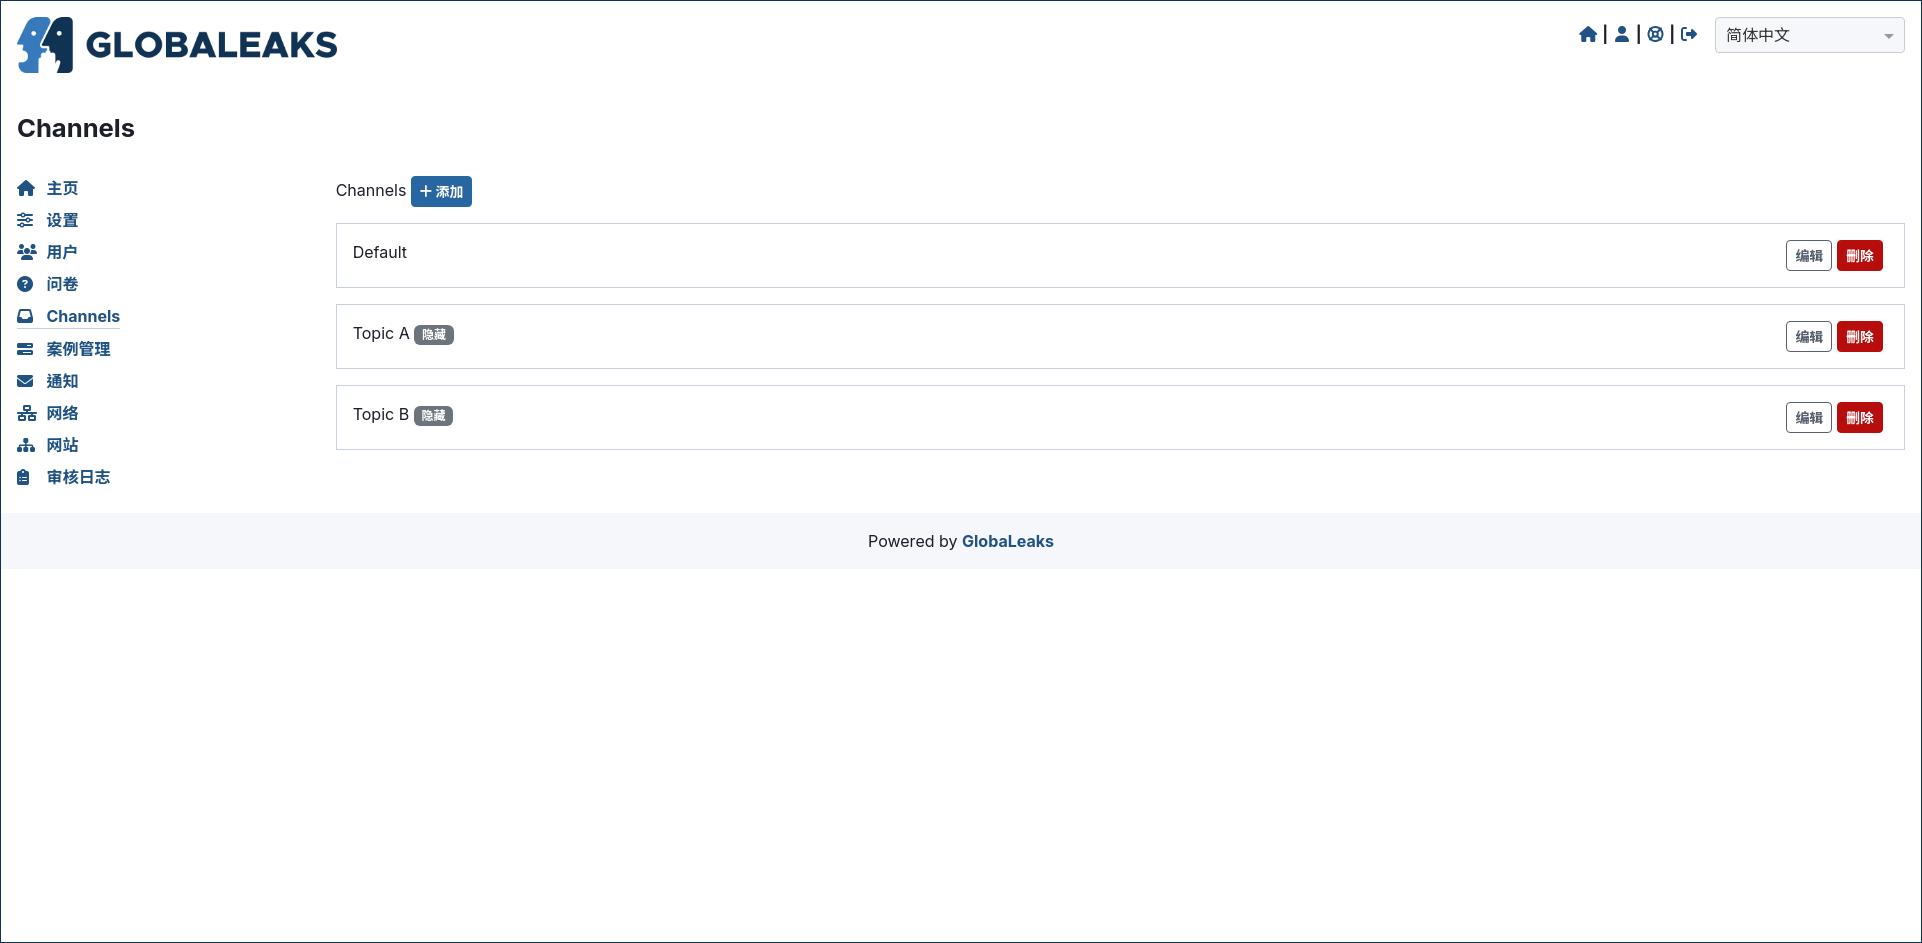 GLOBALEAKS
简体中文
Channels
主页
设置
用户
问卷
Channels
案例管理
通知
网络
网站
审核日志
Channels 添加
Default 编辑 删除
Topic A 隐藏 编辑 删除
Topic B 隐藏 编辑 删除
Powered by GlobaLeaks